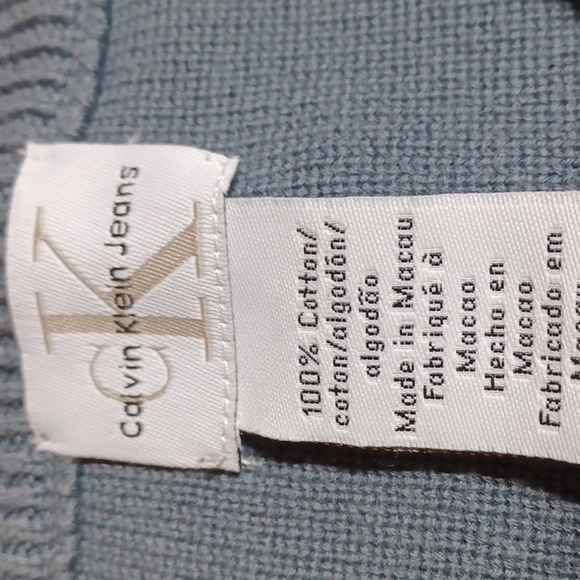 CK
Calvin Klein Jeans
100% Cotton/
coton/algodón/
algodão
Made in Macau
Fabriqué à
Macao
Hecho en
Macao
Fabricado em